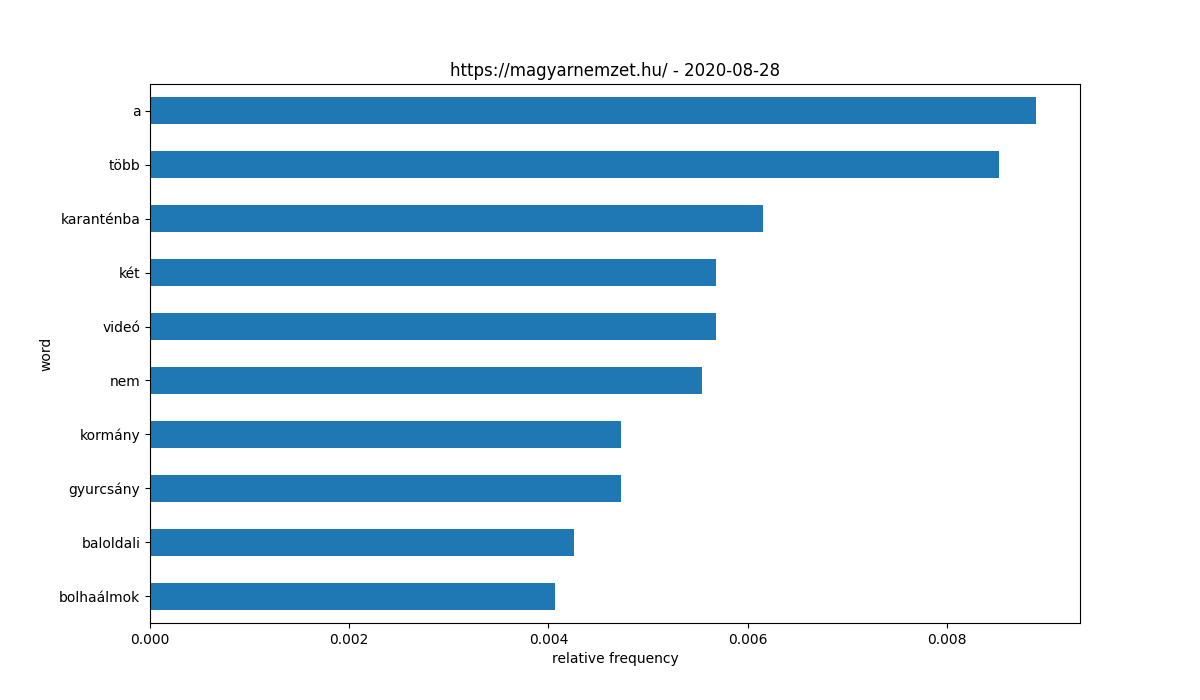 https://magyarnemzet.hu/ - 2020-08-28
a
több
karanténba
két
videó
nem
kormány
gyurcsány
baloldali
bolhaálmok
word
0.000 0.002 0.004 0.006 0.008
relative frequency